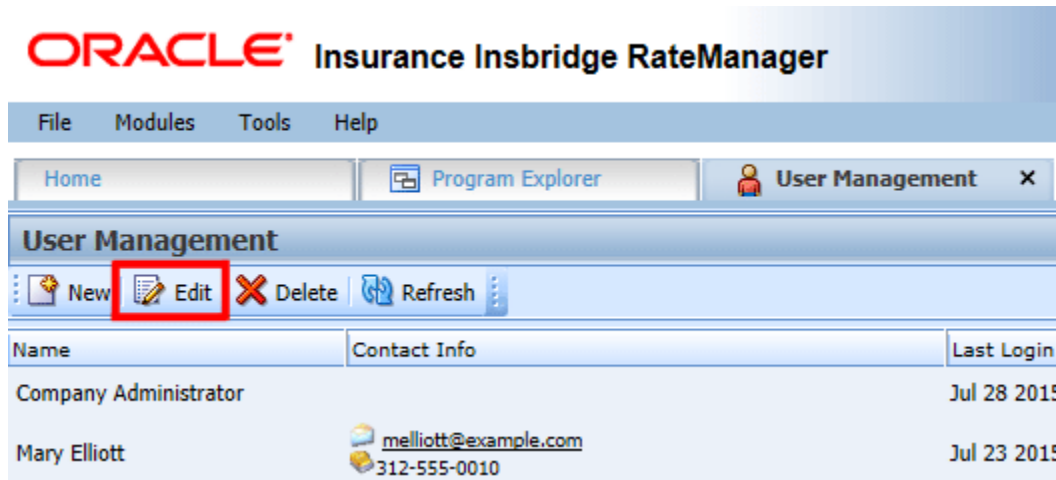 ORACLE Insurance Insbridge RateManager
File Modules Tools Help
Home Program Explorer User Management ×
User Management
New Edit Delete Refresh
Name Contact Info Last Login
Company Administrator Jul 28 2015
Mary Elliott melliott@example.com Jul 23 2015
312-555-0010